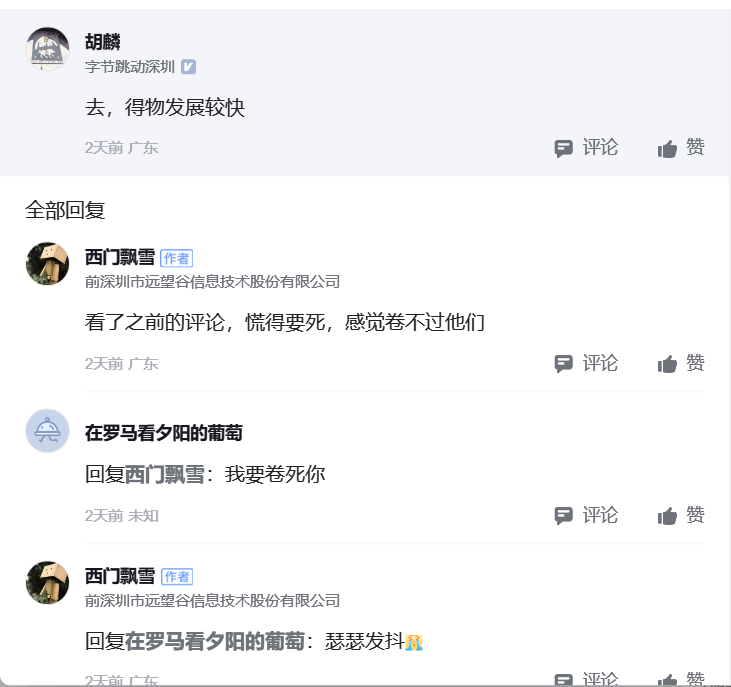 胡麟
字节跳动深圳
去，得物发展较快
2天前 广东
评论 赞
全部回复
西门飘雪 作者
前深圳市远望谷信息技术股份有限公司
看了之前的评论，慌得要死，感觉卷不过他们
2天前 广东
评论 赞
在罗马看夕阳的葡萄
回复西门飘雪：我要卷死你
2天前 未知
评论 赞
西门飘雪 作者
前深圳市远望谷信息技术股份有限公司
回复在罗马看夕阳的葡萄：瑟瑟发抖😭
2天前 广东
评论 赞